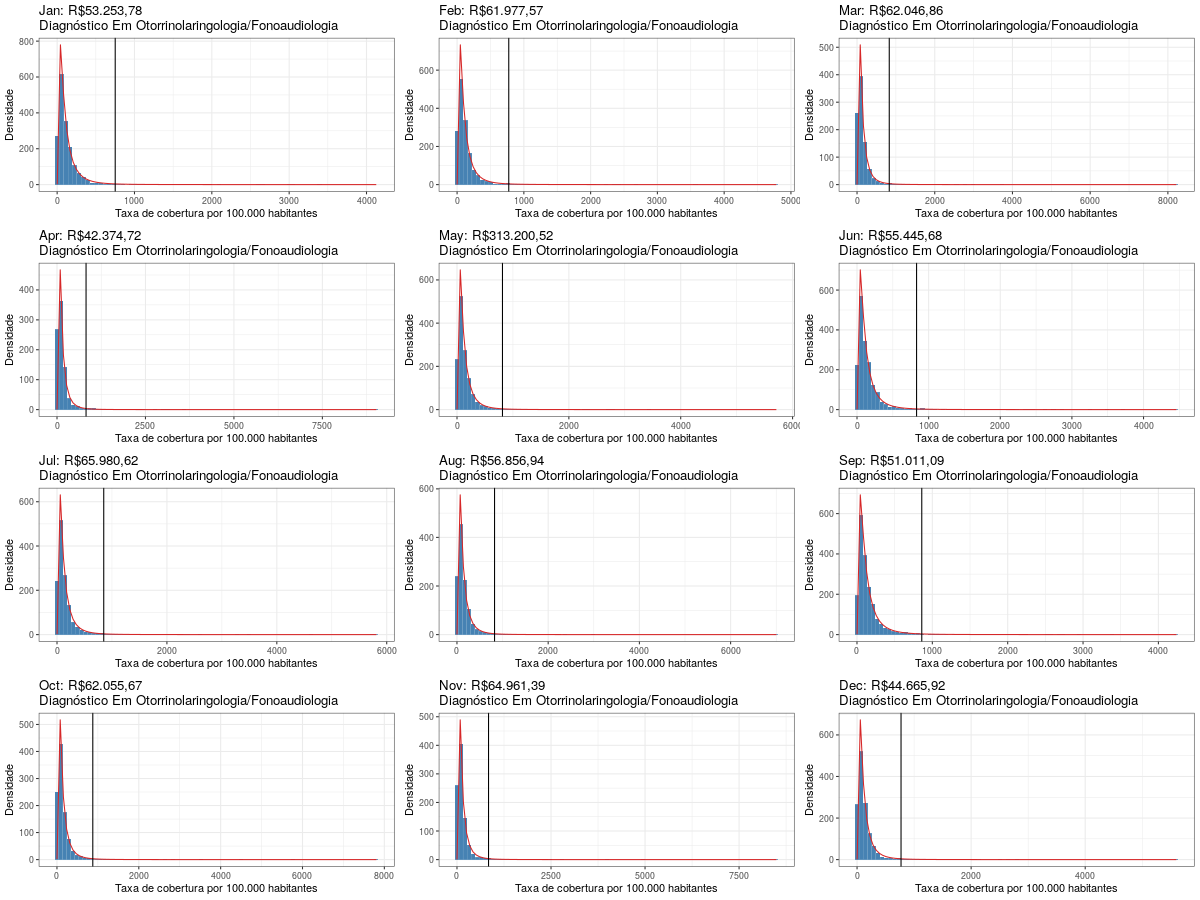 Jan: R$53.253,78
Diagnóstico Em Otorrinolaringologia/Fonoaudiologia
Densidade
800
600
400
200
0
0
1000
2000
3000
4000
Taxa de cobertura por 100.000 habitantes
Feb: R$61.977,57
Diagnóstico Em Otorrinolaringologia/Fonoaudiologia
Densidade
600
400
200
0
0
1000
2000
3000
4000
5000
Taxa de cobertura por 100.000 habitantes
Mar: R$62.046,86
Diagnóstico Em Otorrinolaringologia/Fonoaudiologia
Densidade
500
400
300
200
100
0
0
2000
4000
6000
8000
Taxa de cobertura por 100.000 habitantes
Apr: R$42.374,72
Diagnóstico Em Otorrinolaringologia/Fonoaudiologia
Densidade
400
300
200
100
0
0
2500
5000
7500
Taxa de cobertura por 100.000 habitantes
May: R$313.200,52
Diagnóstico Em Otorrinolaringologia/Fonoaudiologia
Densidade
600
400
200
0
0
2000
4000
6000
Taxa de cobertura por 100.000 habitantes
Jun: R$55.445,68
Diagnóstico Em Otorrinolaringologia/Fonoaudiologia
Densidade
600
400
200
0
0
1000
2000
3000
4000
Taxa de cobertura por 100.000 habitantes
Jul: R$65.980,62
Diagnóstico Em Otorrinolaringologia/Fonoaudiologia
Densidade
600
400
200
0
0
2000
4000
6000
Taxa de cobertura por 100.000 habitantes
Aug: R$56.856,94
Diagnóstico Em Otorrinolaringologia/Fonoaudiologia
Densidade
600
400
200
0
0
2000
4000
6000
Taxa de cobertura por 100.000 habitantes
Sep: R$51.011,09
Diagnóstico Em Otorrinolaringologia/Fonoaudiologia
Densidade
600
400
200
0
0
1000
2000
3000
4000
Taxa de cobertura por 100.000 habitantes
Oct: R$62.055,67
Diagnóstico Em Otorrinolaringologia/Fonoaudiologia
Densidade
500
400
300
200
100
0
0
2000
4000
6000
8000
Taxa de cobertura por 100.000 habitantes
Nov: R$64.961,39
Diagnóstico Em Otorrinolaringologia/Fonoaudiologia
Densidade
500
400
300
200
100
0
0
2500
5000
7500
Taxa de cobertura por 100.000 habitantes
Dec: R$44.665,92
Diagnóstico Em Otorrinolaringologia/Fonoaudiologia
Densidade
600
400
200
0
0
2000
4000
Taxa de cobertura por 100.000 habitantes